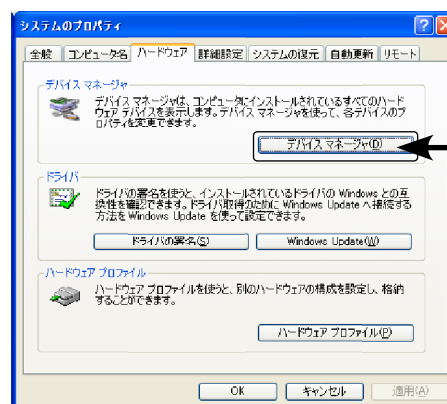 システムのプロパティ
全般 コンピュータ名 ハードウェア 詳細設定 システムの復元 自動更新 リモート
デバイス マネージャ
デバイス マネージャは、コンピュータにインストールされているすべてのハード
ウェア デバイスを表示します。デバイス マネージャを使って、各デバイスのプ
ロパティを変更できます。
デバイス マネージャ(D)
ドライバ
ドライバの署名を使うと、インストールされているドライバの Windows との互
換性を確認できます。ドライバ取得のために Windows Update へ接続する
方法を Windows Update を使って設定できます。
ドライバの署名(S) Windows Update(W)
ハードウェア プロファイル
ハードウェア プロファイルを使うと、別のハードウェアの構成を設定し、格納
することができます。
ハードウェア プロファイル(P)
OK キャンセル 適用(A)